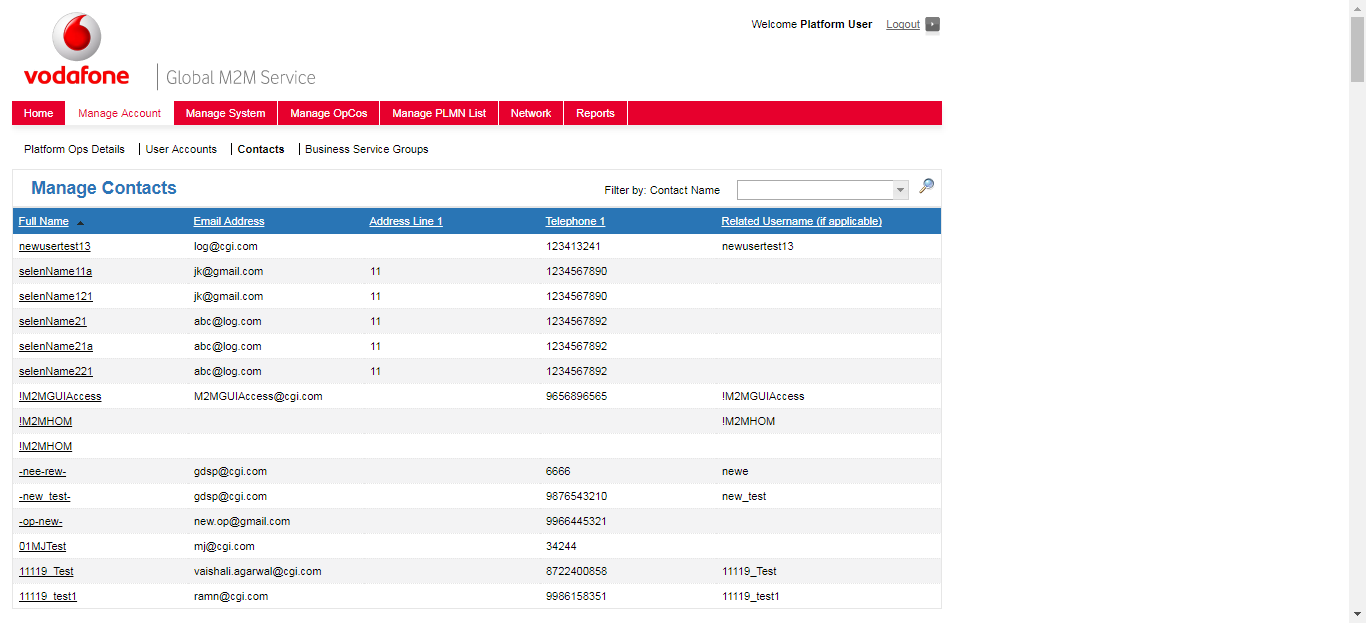 Welcome Platform User Logout
vodafone Global M2M Service
Home Manage Account Manage System Manage OpCos Manage PLMN List Network Reports
Platform Ops Details User Accounts Contacts Business Service Groups
Manage Contacts Filter by: Contact Name
Full Name Email Address Address Line 1 Telephone 1 Related Username (if applicable)
newusertest13 log@cgi.com 123413241 newusertest13
selenName11a jk@gmail.com 11 1234567890
selenName121 jk@gmail.com 11 1234567890
selenName21 abc@log.com 11 1234567892
selenName21a abc@log.com 11 1234567892
selenName221 abc@log.com 11 1234567892
!M2MGUIAccess M2MGUIAccess@cgi.com 9656896565 !M2MGUIAccess
!M2MHOM !M2MHOM
!M2MHOM
-nee-rew- gdsp@cgi.com 6666 newe
-new_test- gdsp@cgi.com 9876543210 new_test
-op-new- new.op@gmail.com 9966445321
01MJTest mj@cgi.com 34244
11119_Test vaishali.agarwal@cgi.com 8722400858 11119_Test
11119_test1 ramn@cgi.com 9986158351 11119_test1